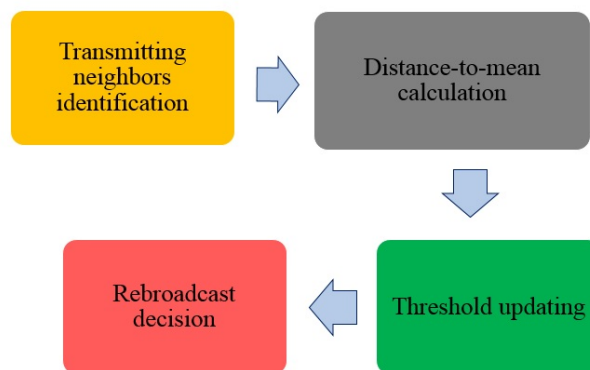 Transmitting
neighbors
identification
Distance-to-mean
calculation
Threshold updating
Rebroadcast
decision